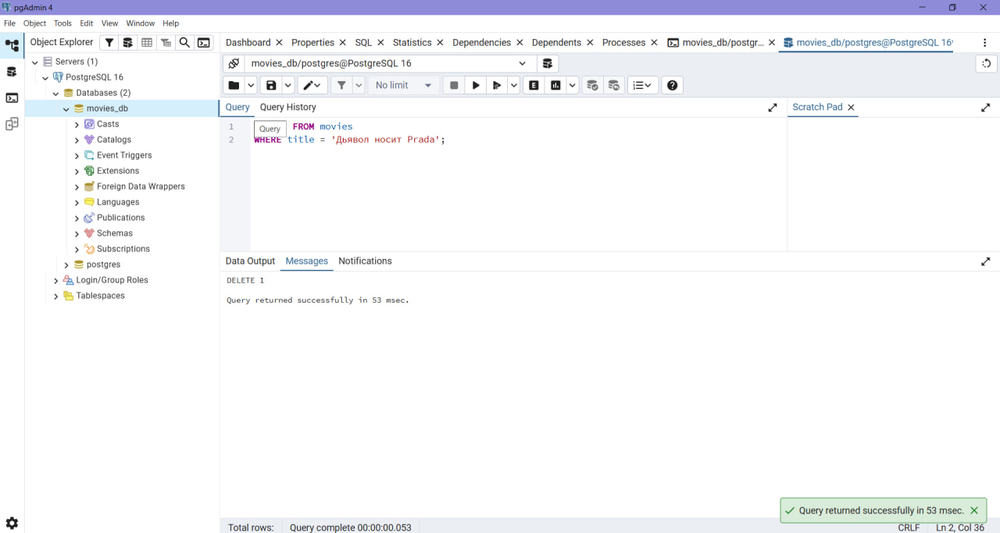 pgAdmin 4
File Object Tools Edit View Window Help
Object Explorer
Dashboard Properties SQL Statistics Dependencies Dependents Processes movies_db/postgr... movies_db/postgres@PostgreSQL 16
Servers (1)
PostgreSQL 16
Databases (2)
movies_db
Casts
Catalogs
Event Triggers
Extensions
Foreign Data Wrappers
Languages
Publications
Schemas
Subscriptions
postgres
Login/Group Roles
Tablespaces
movies_db/postgres@PostgreSQL 16
No limit
E
Query Query History
Scratch Pad
1 FROM movies
Query
2 WHERE title = 'Дьявол носит Prada';
Data Output Messages Notifications
DELETE 1
Query returned successfully in 53 msec.
Query returned successfully in 53 msec.
Total rows: Query complete 00:00:00.053 CRLF Ln 2, Col 36